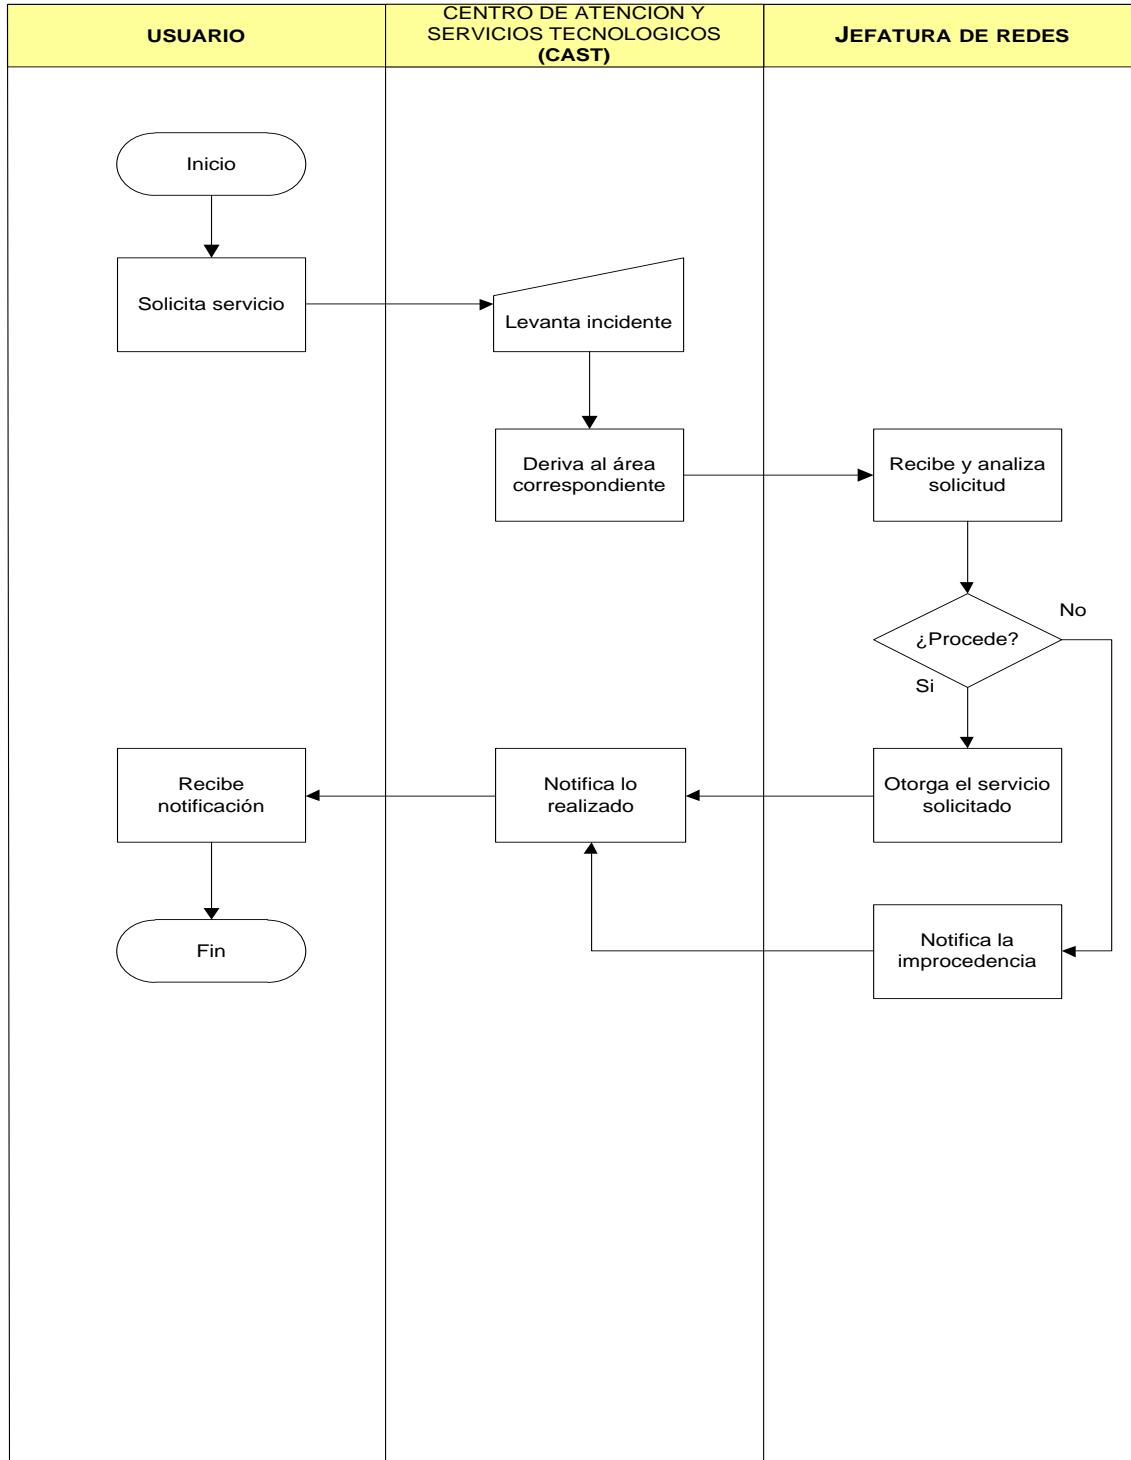 USUARIO
CENTRO DE ATENCION Y
SERVICIOS TECNOLOGICOS
(CAST)
JEFATURA DE REDES
Inicio
Solicita servicio
Levanta incidente
Deriva al área
correspondiente
Recibe y analiza
solicitud
¿Procede?
No
Si
Recibe
notificación
Notifica lo
realizado
Otorga el servicio
solicitado
Fin
Notifica la
improcedencia